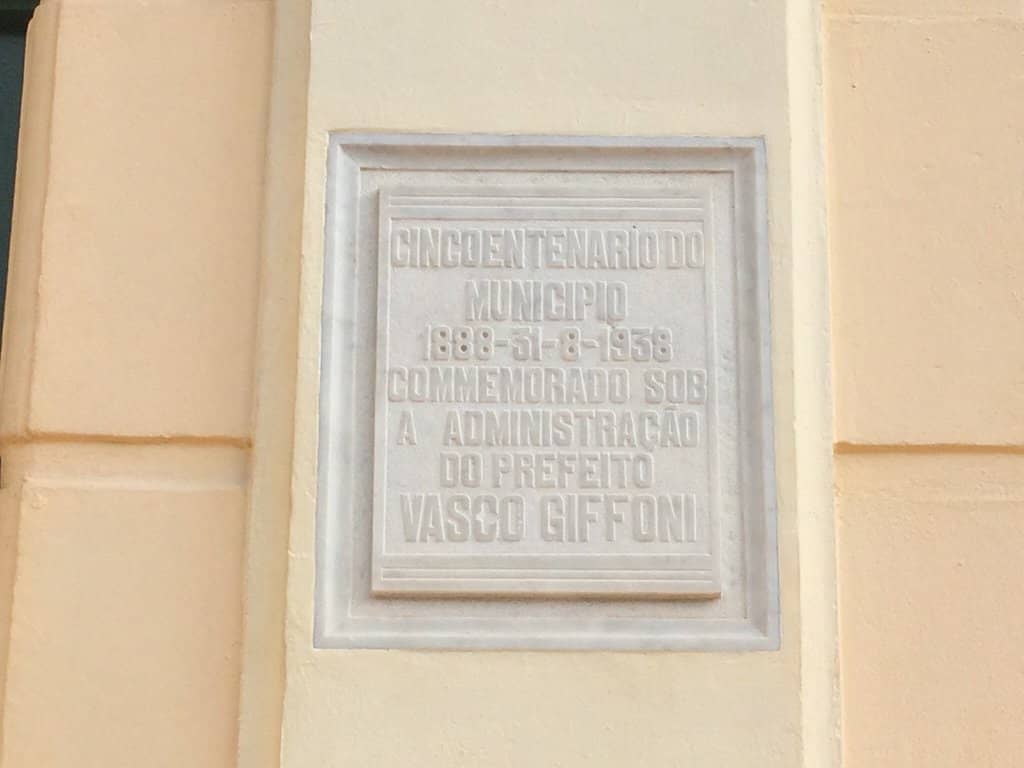 CINCOENTENARIO DO
MUNICIPIO
1888-31-8-1938
COMMEMORADO SOB
A ADMINISTRAÇÃO
DO PREFEITO
VASCO GIFFONI